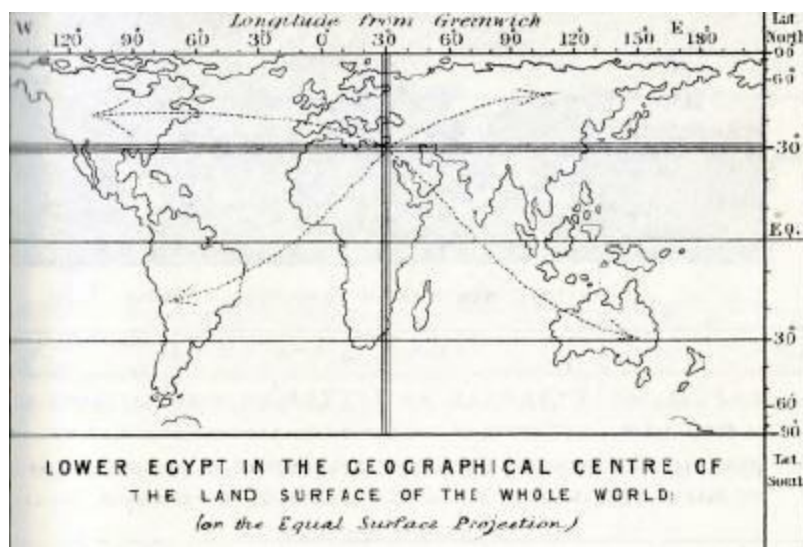 Longitude from Greenwich
W 120° 90 60 0 30 60 90 120 E 150 180°
Lat.
North
90
60°
30°
EQ.
30°
60°
90°
Lat.
South
LOWER EGYPT IN THE GEOGRAPHICAL CENTRE OF
THE LAND SURFACE OF THE WHOLE WORLD;
(on the Equal Surface Projection.)